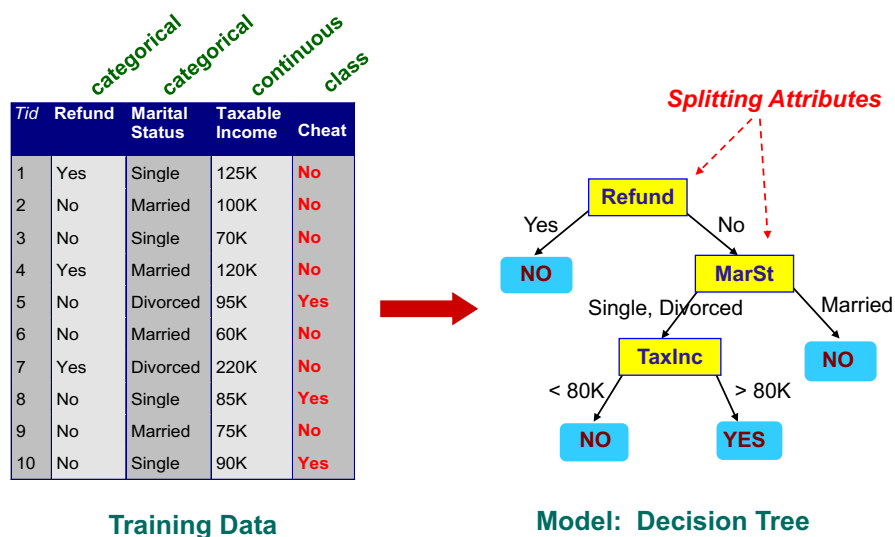 categorical
categorical
continuous
class
Tid Refund Marital Status Taxable Income Cheat
1 Yes Single 125K No
2 No Married 100K No
3 No Single 70K No
4 Yes Married 120K No
5 No Divorced 95K Yes
6 No Married 60K No
7 Yes Divorced 220K No
8 No Single 85K Yes
9 No Married 75K No
10 No Single 90K Yes
Training Data
Splitting Attributes
Refund
Yes No
NO MarSt
Single, Divorced Married
TaxInc NO
< 80K > 80K
NO YES
Model: Decision Tree